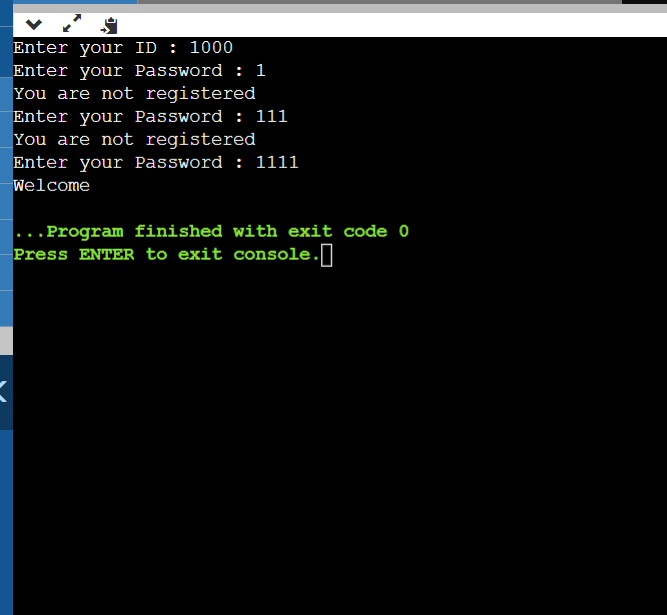 Enter your ID : 1000
Enter your Password : 1
You are not registered
Enter your Password : 111
You are not registered
Enter your Password : 1111
Welcome
...Program finished with exit code 0
Press ENTER to exit console.